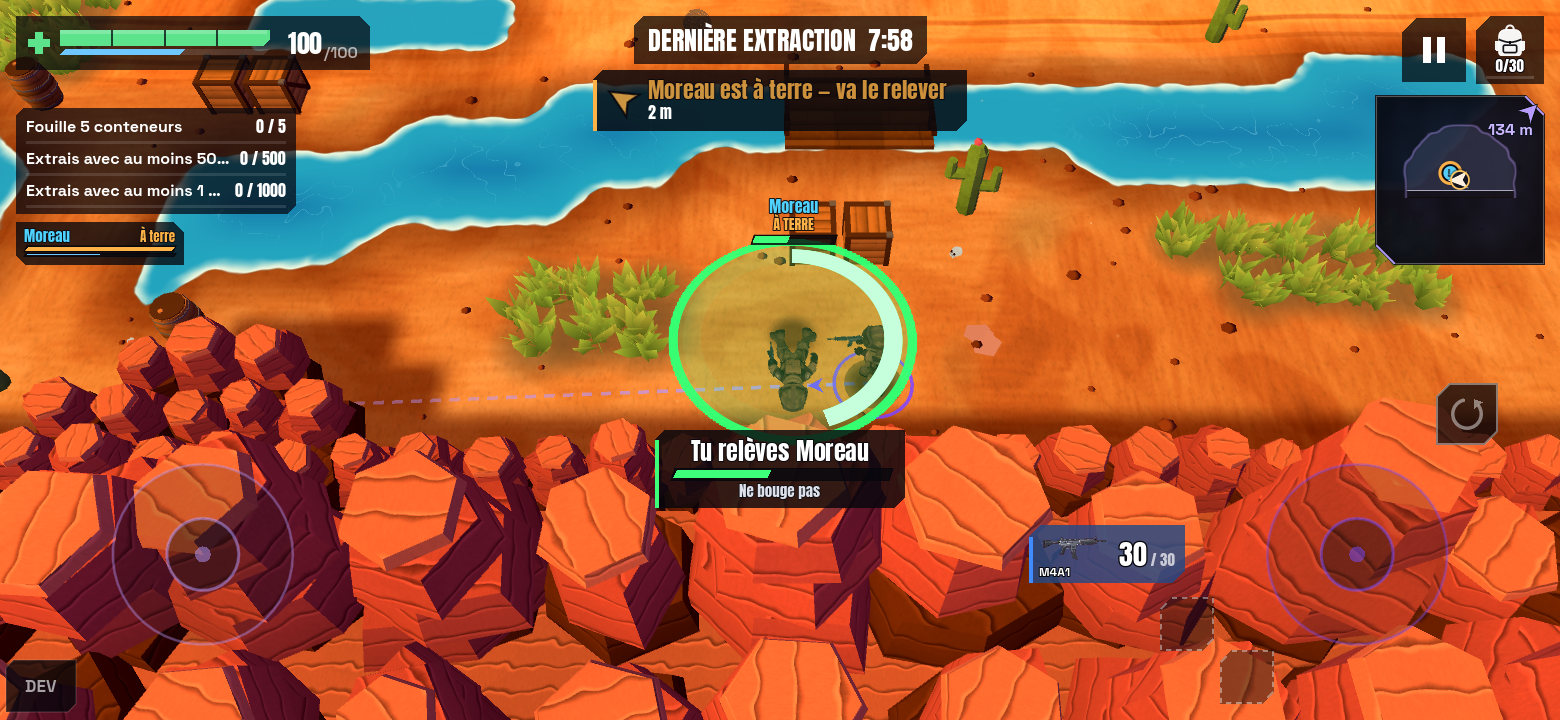 100/100
DERNIÈRE EXTRACTION 7:58
0/30
Moreau est à terre – va le relever
2 m
134 m
Fouille 5 conteneurs 0 / 5
Extrais avec au moins 50... 0 / 500
Extrais avec au moins 1 ... 0 / 1000
Moreau À terre
Moreau
À TERRE
Tu relèves Moreau
Ne bouge pas
30 / 30
M4A1
DEV